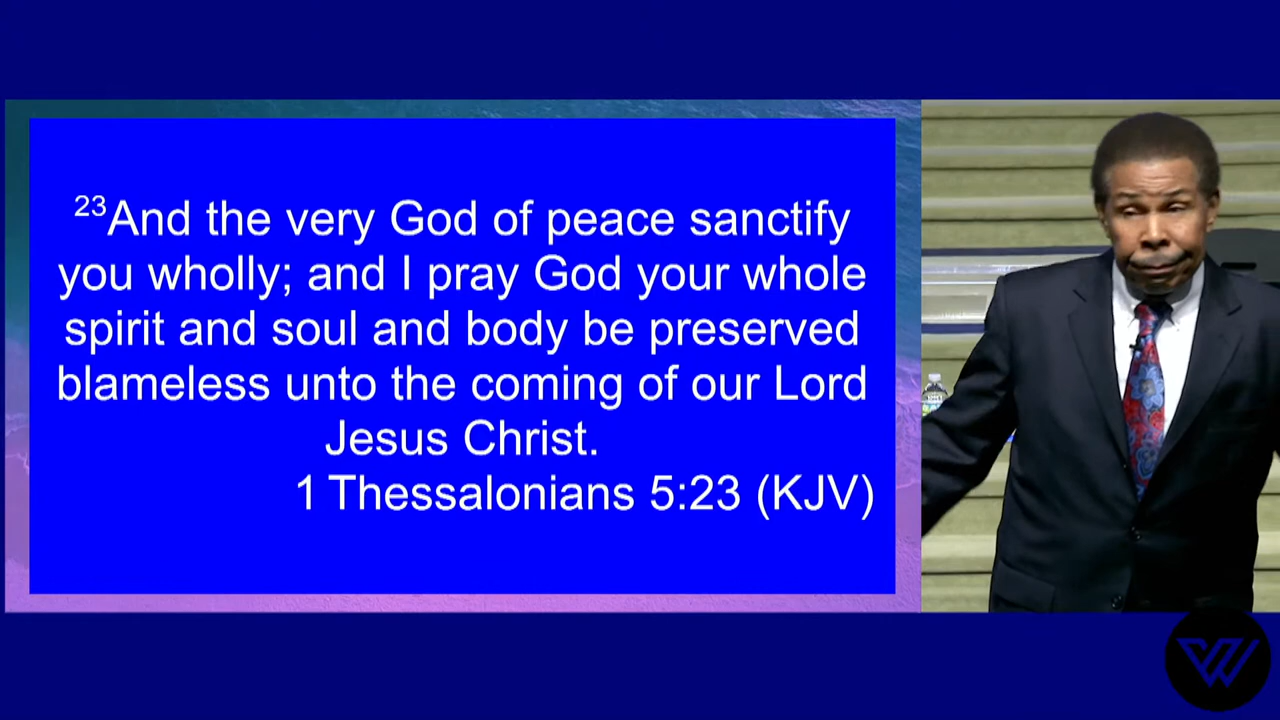 23And the very God of peace sanctify
you wholly; and I pray God your whole
spirit and soul and body be preserved
blameless unto the coming of our Lord
Jesus Christ.
1 Thessalonians 5:23 (KJV)